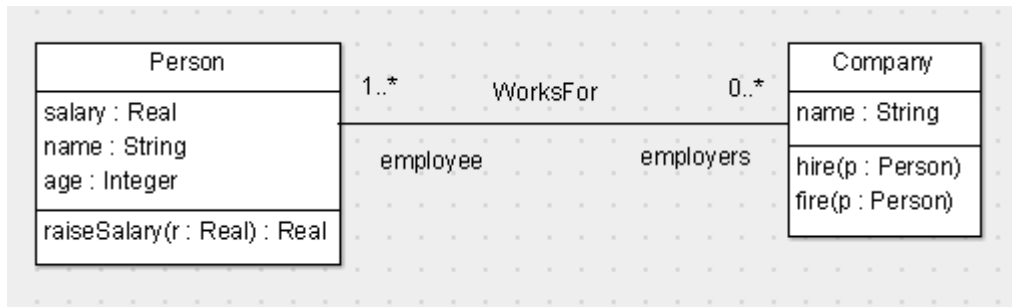 Person
salary : Real
name : String
age : Integer
raiseSalary(r : Real) : Real
1..*
WorksFor
0..*
employee
employers
Company
name : String
hire(p : Person)
fire(p : Person)